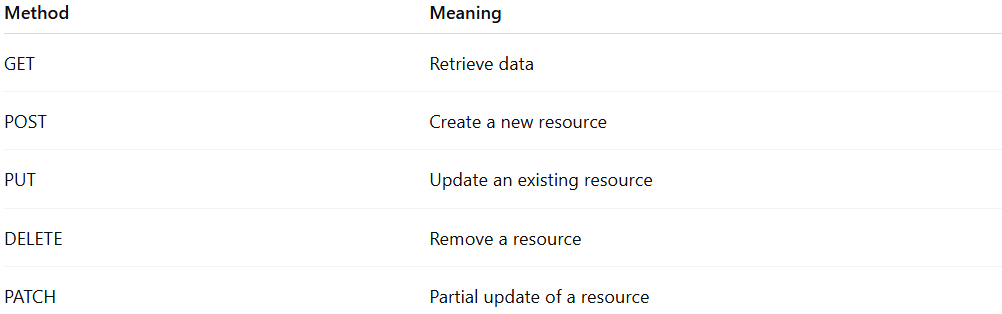 Method Meaning
GET Retrieve data
POST Create a new resource
PUT Update an existing resource
DELETE Remove a resource
PATCH Partial update of a resource